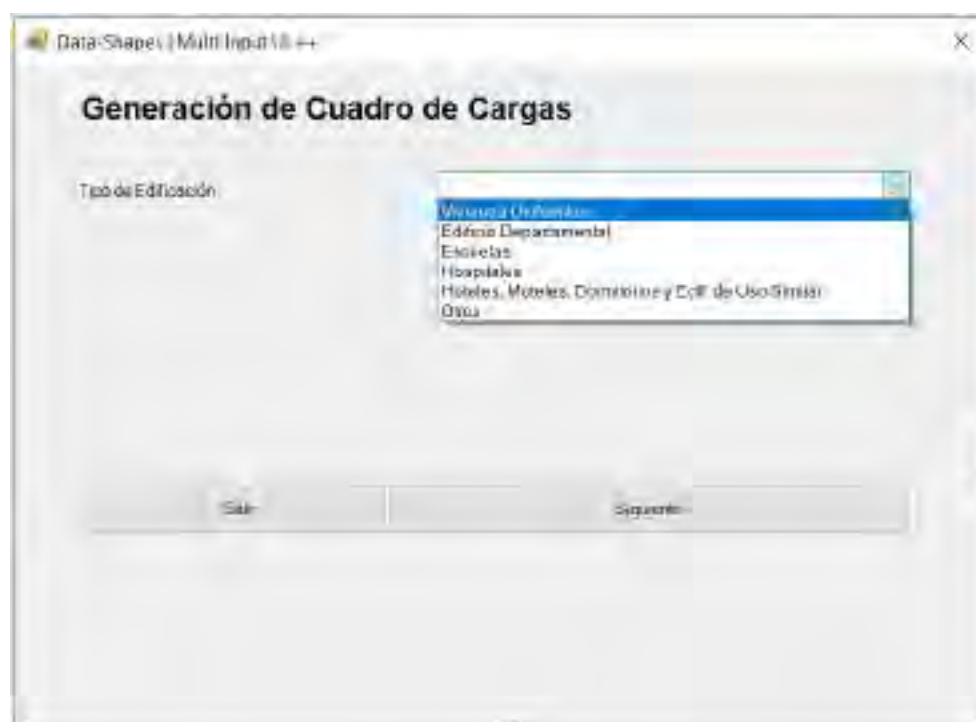 Data-Shapes | Multi Input UI ++
Generación de Cuadro de Cargas
Tipo de Edificación
Vivienda Unifamiliar
Edificio Departamental
Escuelas
Hospitales
Hoteles, Moteles, Dormitorios y Edif. de Uso Similar
Otros
Salir
Siguiente